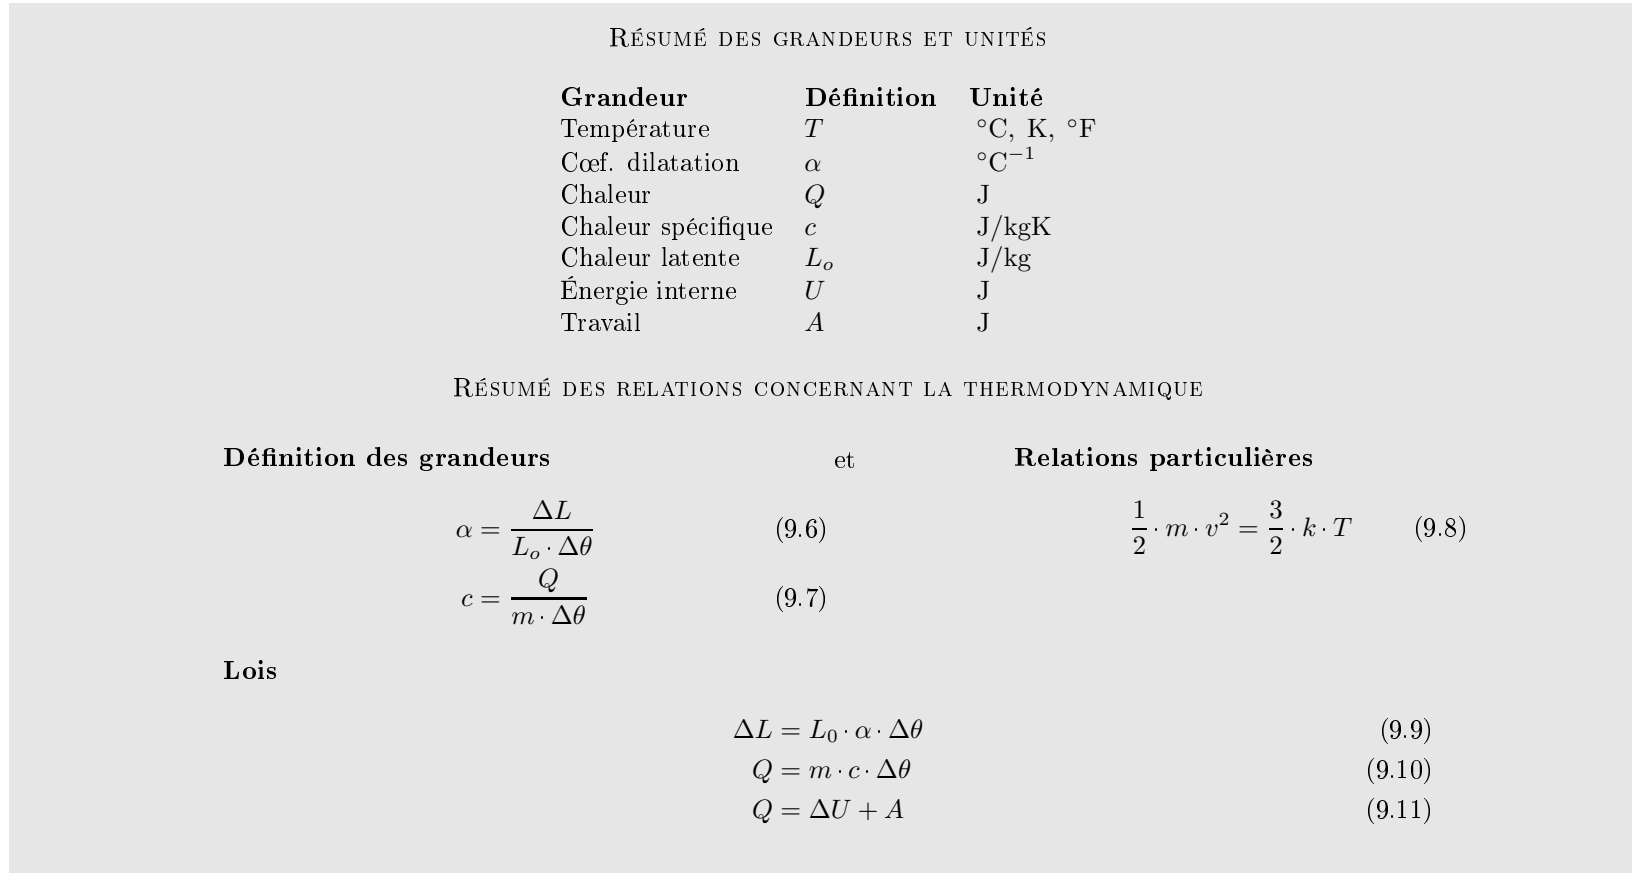 RÉSUMÉ DES GRANDEURS ET UNITÉS
Grandeur Définition Unité
Température T °C, K, °F
Cœf. dilatation α °C⁻¹
Chaleur Q J
Chaleur spécifique c J/kgK
Chaleur latente Lₒ J/kg
Énergie interne U J
Travail A J
RÉSUMÉ DES RELATIONS CONCERNANT LA THERMODYNAMIQUE
Définition des grandeurs et Relations particulières
α = ΔL / (Lₒ · Δθ) (9.6)
c = Q / (m · Δθ) (9.7)
1/2 · m · v² = 3/2 · k · T (9.8)
Lois
ΔL = L₀ · α · Δθ (9.9)
Q = m · c · Δθ (9.10)
Q = ΔU + A (9.11)